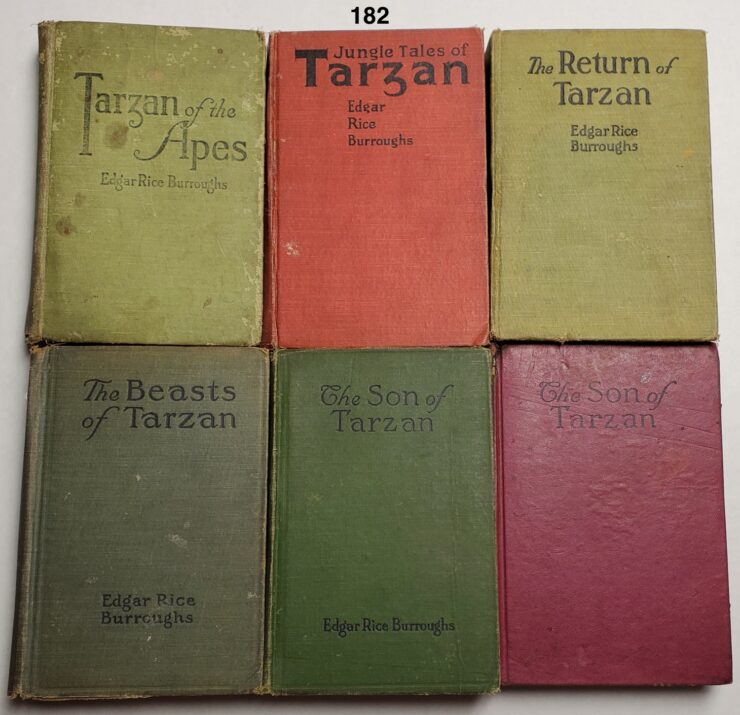 182
Tarzan of the
Apes
Edgar Rice Burroughs
Jungle Tales of
Tarzan
Edgar
Rice
Burroughs
The Return of
Tarzan
Edgar Rice
Burroughs
The Beasts
of Tarzan
Edgar Rice
Burroughs
The Son of
Tarzan
Edgar Rice Burroughs
The Son of
Tarzan